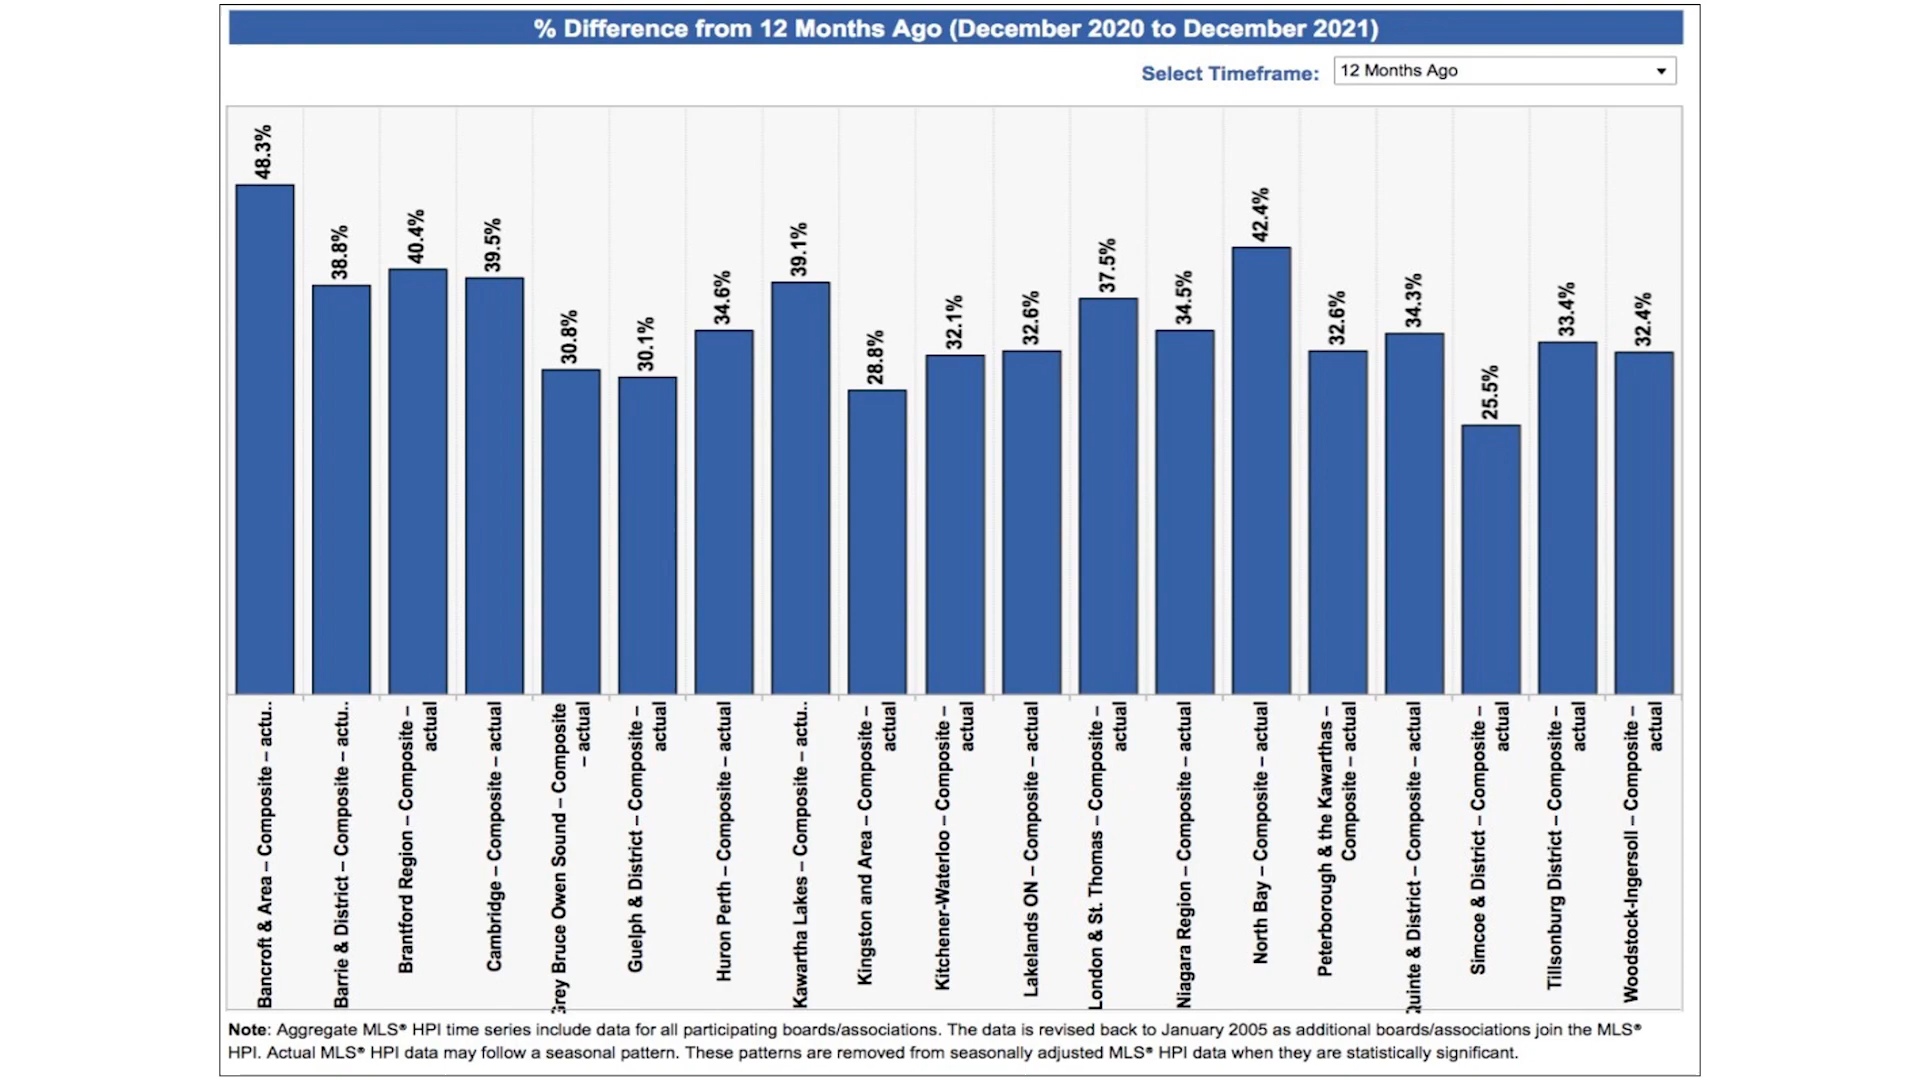 % Difference from 12 Months Ago (December 2020 to December 2021)
Select Timeframe:
12 Months Ago
48.3%
38.8%
40.4%
39.5%
30.8%
30.1%
34.6%
39.1%
28.8%
32.1%
32.6%
37.5%
34.5%
42.4%
32.6%
34.3%
25.5%
33.4%
32.4%
Bancroft & Area – Composite – actu..
Barrie & District – Composite – actu..
Brantford Region – Composite –
actual
Cambridge – Composite – actual
Grey Bruce Owen Sound – Composite
– actual
Guelph & District – Composite –
actual
Huron Perth – Composite – actual
Kawartha Lakes – Composite – actu..
Kingston and Area – Composite –
actual
Kitchener-Waterloo – Composite –
actual
Lakelands ON – Composite – actual
London & St. Thomas – Composite –
actual
Niagara Region – Composite – actual
North Bay – Composite – actual
Peterborough & the Kawarthas –
Composite – actual
Quinte & District – Composite – actual
Simcoe & District – Composite –
actual
Tillsonburg District – Composite –
actual
Woodstock-Ingersoll – Composite –
actual
Note: Aggregate MLS® HPI time series include data for all participating boards/associations. The data is revised back to January 2005 as additional boards/associations join the MLS®
HPI. Actual MLS® HPI data may follow a seasonal pattern. These patterns are removed from seasonally adjusted MLS® HPI data when they are statistically significant.